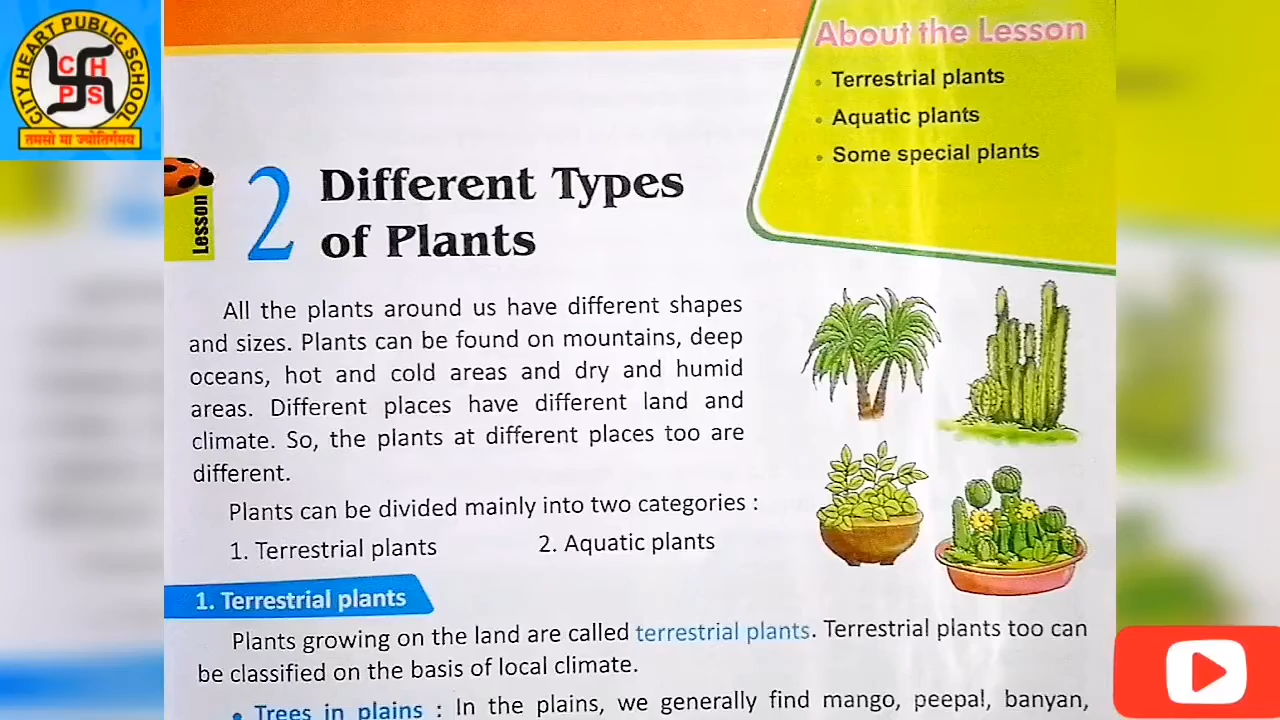 CITY HEART PUBLIC SCHOOL
C H
P S
तमसो मा ज्योतिर्गमय
About the Lesson
• Terrestrial plants
• Aquatic plants
• Some special plants
Lesson
2
Different Types
of Plants
All the plants around us have different shapes
and sizes. Plants can be found on mountains, deep
oceans, hot and cold areas and dry and humid
areas. Different places have different land and
climate. So, the plants at different places too are
different.
Plants can be divided mainly into two categories :
1. Terrestrial plants 2. Aquatic plants
1. Terrestrial plants
Plants growing on the land are called terrestrial plants. Terrestrial plants too can
be classified on the basis of local climate.
• Trees in plains : In the plains, we generally find mango, peepal, banyan,